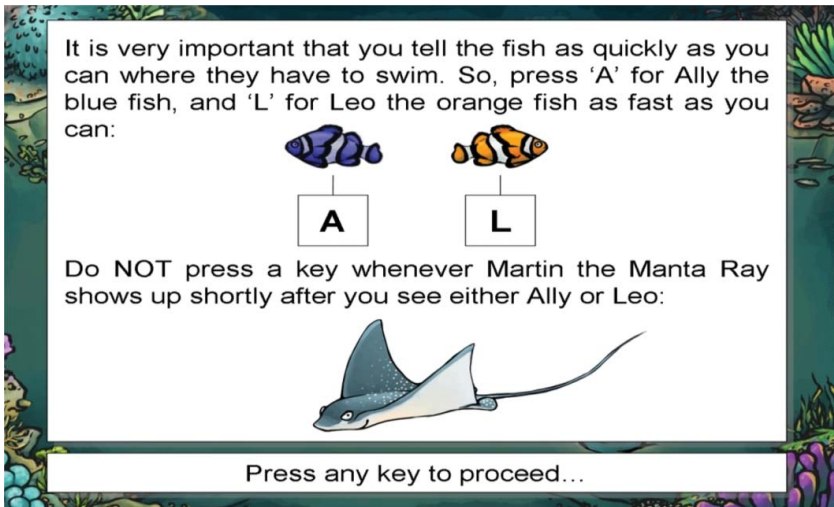 It is very important that you tell the fish as quickly as you
can where they have to swim. So, press ‘A’ for Ally the
blue fish, and ‘L’ for Leo the orange fish as fast as you
can:
A L
Do NOT press a key whenever Martin the Manta Ray
shows up shortly after you see either Ally or Leo:
Press any key to proceed...